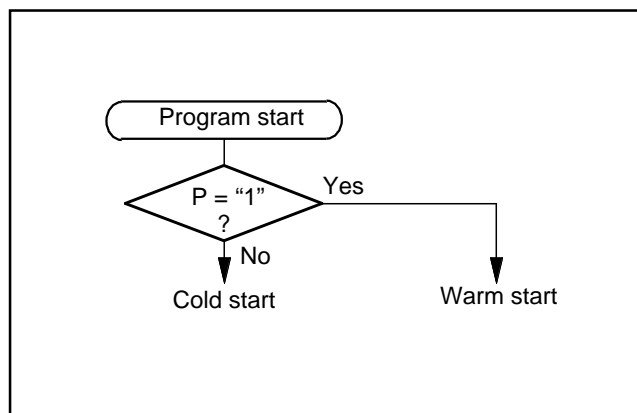 Program start
P = “1”
?
Yes
No
Cold start
Warm start